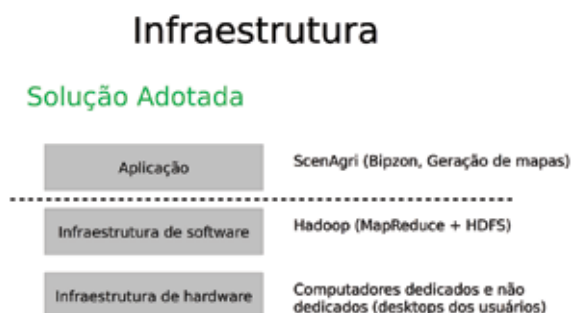 Infraestrutura
Solução Adotada
Aplicação
ScenAgri (Bipzon, Geração de mapas)
Infraestrutura de software
Hadoop (MapReduce + HDFS)
Infraestrutura de hardware
Computadores dedicados e não
dedicados (desktops dos usuários)